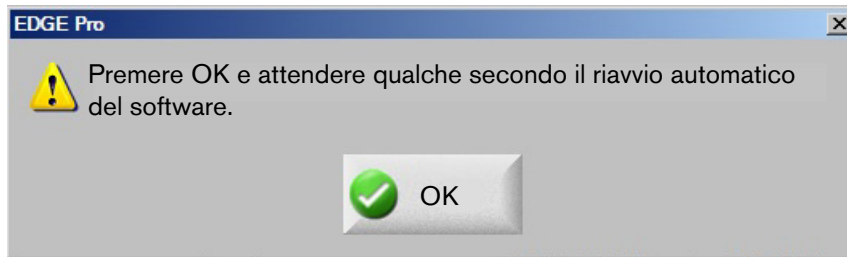 EDGE Pro
Premere OK e attendere qualche secondo il riavvio automatico
del software.
OK